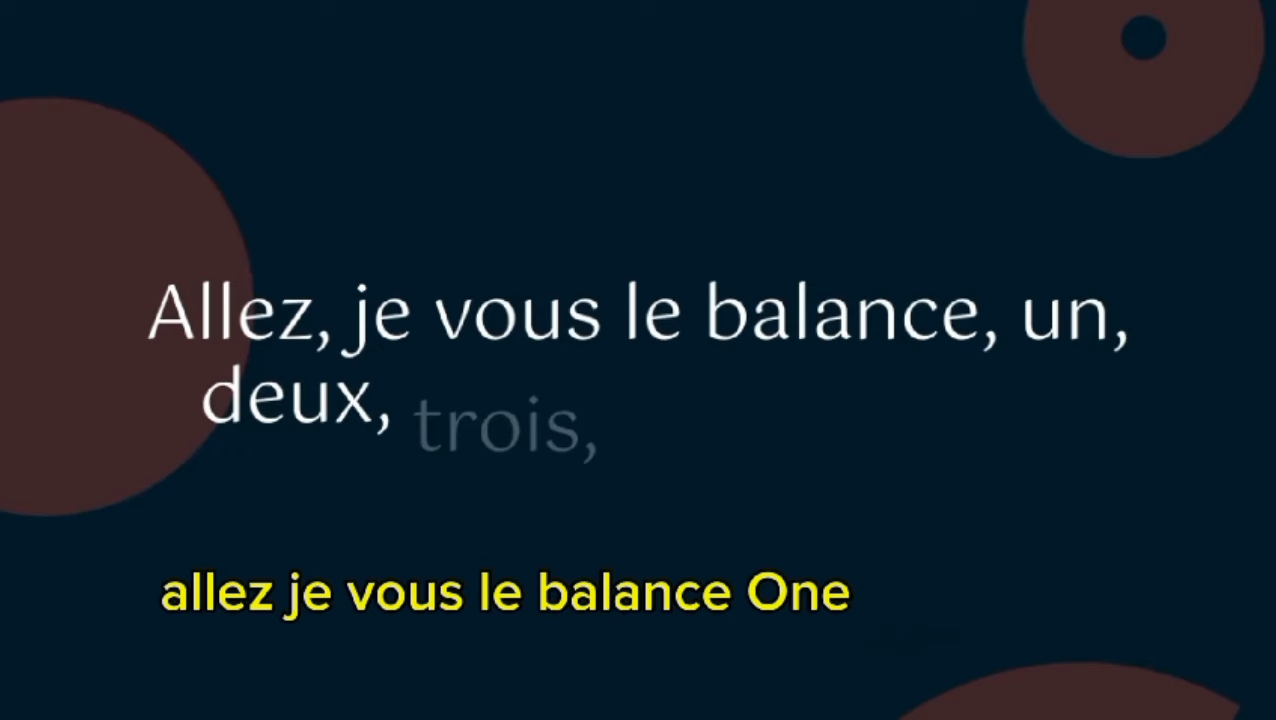 Allez, je vous le balance, un,
deux, trois,
allez je vous le balance One